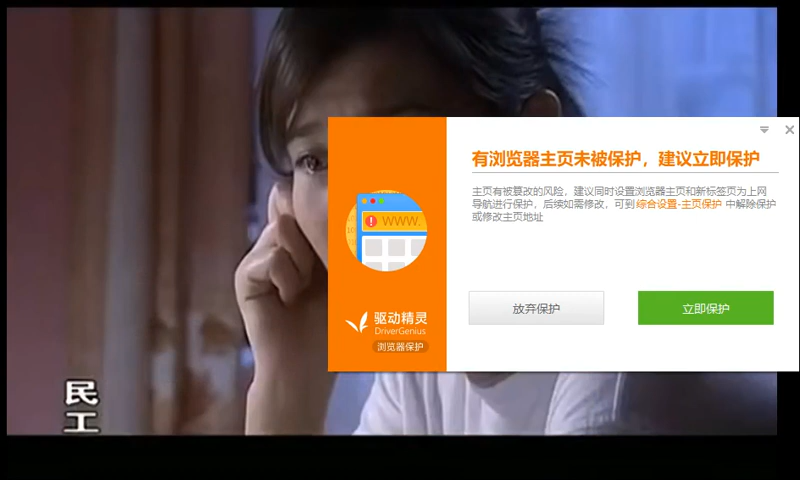 有浏览器主页未被保护，建议立即保护
主页有被篡改的风险，建议同时设置浏览器主页和新标签页为上网
导航进行保护，后续如需修改，可到 综合设置-主页保护 中解除保护
或修改主页地址
WWW.
驱动精灵
DriverGenius
浏览器保护
放弃保护
立即保护
民
工